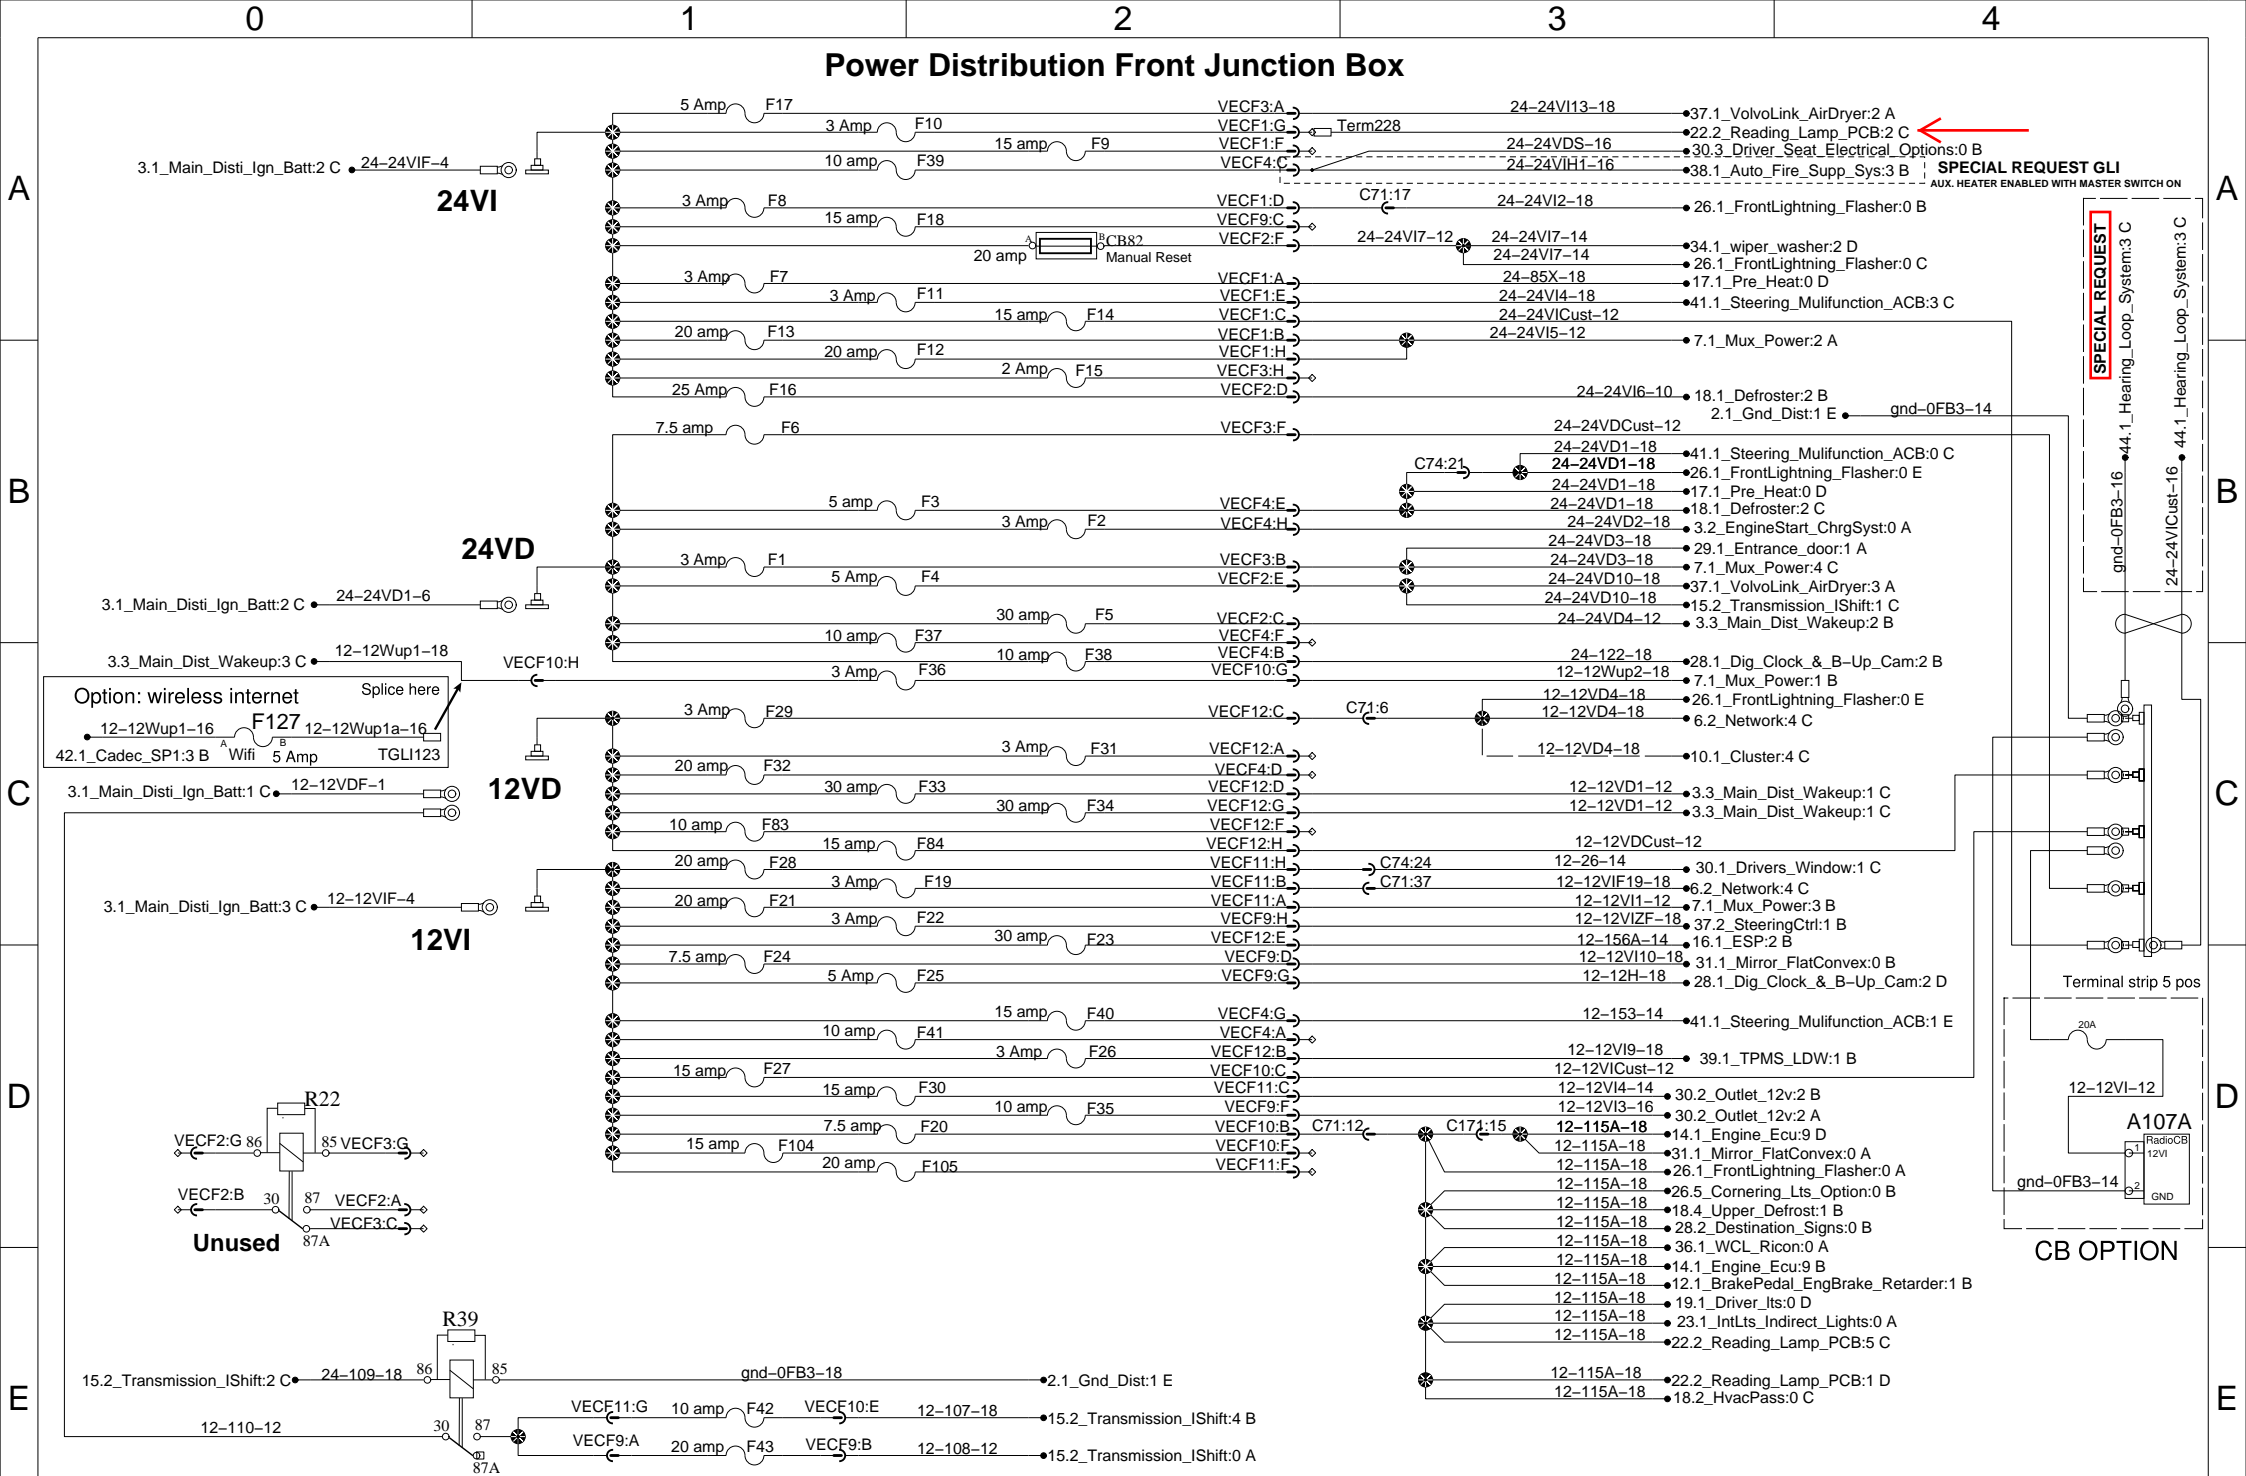 0 1 2 3 4
Power Distribution Front Junction Box
A A
B B
C C
D D
E E
5 Amp F17 VECF3:A 24–24VI13–18 37.1_VolvoLink_AirDryer:2 A
3 Amp F10 VECF1:G Term228 22.2_Reading_Lamp_PCB:2 C
15 amp F9 VECF1:F 24–24VDS–16 30.3_Driver_Seat_Electrical_Options:0 B
3.1_Main_Disti_Ign_Batt:2 C 24–24VIF–4
24VI
10 amp F39 VECF4:C 24–24VIH1–16 38.1_Auto_Fire_Supp_Sys:3 B
SPECIAL REQUEST GLI
AUX. HEATER ENABLED WITH MASTER SWITCH ON
3 Amp F8 VECF1:D C71:17 24–24VI2–18 26.1_FrontLightning_Flasher:0 B
15 amp F18 VECF9:C
20 amp A B CB82 Manual Reset VECF2:F 24–24VI7–12 24–24VI7–14 34.1_wiper_washer:2 D
24–24VI7–14 26.1_FrontLightning_Flasher:0 C
3 Amp F7 VECF1:A 24–85X–18 17.1_Pre_Heat:0 D
3 Amp F11 VECF1:E 24–24VI4–18 41.1_Steering_Mulifunction_ACB:3 C
15 amp F14 VECF1:C 24–24VICust–12
20 amp F13 VECF1:B 24–24VI5–12 7.1_Mux_Power:2 A
20 amp F12 VECF1:H
2 Amp F15 VECF3:H
25 Amp F16 VECF2:D 24–24VI6–10 18.1_Defroster:2 B
2.1_Gnd_Dist:1 E gnd–0FB3–14
SPECIAL REQUEST
44.1_Hearing_Loop_System:3 C
44.1_Hearing_Loop_System:3 C
gnd–0FB3–16
24–24VICust–16
7.5 amp F6 VECF3:F 24–24VDCust–12
24–24VD1–18 41.1_Steering_Mulifunction_ACB:0 C
C74:21 24–24VD1–18 26.1_FrontLightning_Flasher:0 E
24–24VD1–18 17.1_Pre_Heat:0 D
5 amp F3 VECF4:E 24–24VD1–18 18.1_Defroster:2 C
3 Amp F2 VECF4:H 24–24VD2–18 3.2_EngineStart_ChrgSyst:0 A
24VD
24–24VD3–18 29.1_Entrance_door:1 A
3 Amp F1 VECF3:B 24–24VD3–18 7.1_Mux_Power:4 C
5 Amp F4 VECF2:E 24–24VD10–18 37.1_VolvoLink_AirDryer:3 A
3.1_Main_Disti_Ign_Batt:2 C 24–24VD1–6
24–24VD10–18 15.2_Transmission_IShift:1 C
30 amp F5 VECF2:C 24–24VD4–12 3.3_Main_Dist_Wakeup:2 B
10 amp F37 VECF4:F
3.3_Main_Dist_Wakeup:3 C 12–12Wup1–18 VECF10:H
10 amp F38 VECF4:B 24–122–18 28.1_Dig_Clock_&_B–Up_Cam:2 B
3 Amp F36 VECF10:G 12–12Wup2–18 7.1_Mux_Power:1 B
Option: wireless internet Splice here
12–12Wup1–16 F127 12–12Wup1a–16
42.1_Cadec_SP1:3 B A Wifi B 5 Amp TGLI123
12–12VD4–18 26.1_FrontLightning_Flasher:0 E
3 Amp F29 VECF12:C C71:6 12–12VD4–18 6.2_Network:4 C
3 Amp F31 VECF12:A 12–12VD4–18 10.1_Cluster:4 C
20 amp F32 VECF4:D
12VD
3.1_Main_Disti_Ign_Batt:1 C 12–12VDF–1
30 amp F33 VECF12:D 12–12VD1–12 3.3_Main_Dist_Wakeup:1 C
30 amp F34 VECF12:G 12–12VD1–12 3.3_Main_Dist_Wakeup:1 C
10 amp F83 VECF12:F
15 amp F84 VECF12:H 12–12VDCust–12
20 amp F28 VECF11:H C74:24 12–26–14 30.1_Drivers_Window:1 C
3 Amp F19 VECF11:B C71:37 12–12VIF19–18 6.2_Network:4 C
3.1_Main_Disti_Ign_Batt:3 C 12–12VIF–4
12VI
20 amp F21 VECF11:A 12–12VI1–12 7.1_Mux_Power:3 B
3 Amp F22 VECF9:H 12–12VIZF–18 37.2_SteeringCtrl:1 B
30 amp F23 VECF12:E 12–156A–14 16.1_ESP:2 B
7.5 amp F24 VECF9:D 12–12VI10–18 31.1_Mirror_FlatConvex:0 B
5 Amp F25 VECF9:G 12–12H–18 28.1_Dig_Clock_&_B–Up_Cam:2 D
Terminal strip 5 pos
15 amp F40 VECF4:G 12–153–14 41.1_Steering_Mulifunction_ACB:1 E
10 amp F41 VECF4:A
3 Amp F26 VECF12:B 12–12VI9–18 39.1_TPMS_LDW:1 B
15 amp F27 VECF10:C 12–12VICust–12
15 amp F30 VECF11:C 12–12VI4–14 30.2_Outlet_12v:2 B
10 amp F35 VECF9:F 12–12VI3–16 30.2_Outlet_12v:2 A
7.5 amp F20 VECF10:B C71:12 C171:15 12–115A–18 14.1_Engine_Ecu:9 D
15 amp F104 VECF10:F 12–115A–18 31.1_Mirror_FlatConvex:0 A
20 amp F105 VECF11:F 12–115A–18 26.1_FrontLightning_Flasher:0 A
12–115A–18 26.5_Cornering_Lts_Option:0 B
12–115A–18 18.4_Upper_Defrost:1 B
12–115A–18 28.2_Destination_Signs:0 B
12–115A–18 36.1_WCL_Ricon:0 A
12–115A–18 14.1_Engine_Ecu:9 B
12–115A–18 12.1_BrakePedal_EngBrake_Retarder:1 B
12–115A–18 19.1_Driver_lts:0 D
12–115A–18 23.1_IntLts_Indirect_Lights:0 A
12–115A–18 22.2_Reading_Lamp_PCB:5 C
12–115A–18 22.2_Reading_Lamp_PCB:1 D
12–115A–18 18.2_HvacPass:0 C
20A
12–12VI–12
A107A
RadioCB
1 12VI
gnd–0FB3–14 2 GND
CB OPTION
R22
VECF2:G 86 85 VECF3:G
VECF2:B 30 87 VECF2:A
VECF3:C
87A
Unused
R39
15.2_Transmission_IShift:2 C 24–109–18 86 85 gnd–0FB3–18 2.1_Gnd_Dist:1 E
VECF11:G 10 amp F42 VECF10:E 12–107–18 15.2_Transmission_IShift:4 B
12–110–12 30 87
VECF9:A 20 amp F43 VECF9:B 12–108–12 15.2_Transmission_IShift:0 A
87A